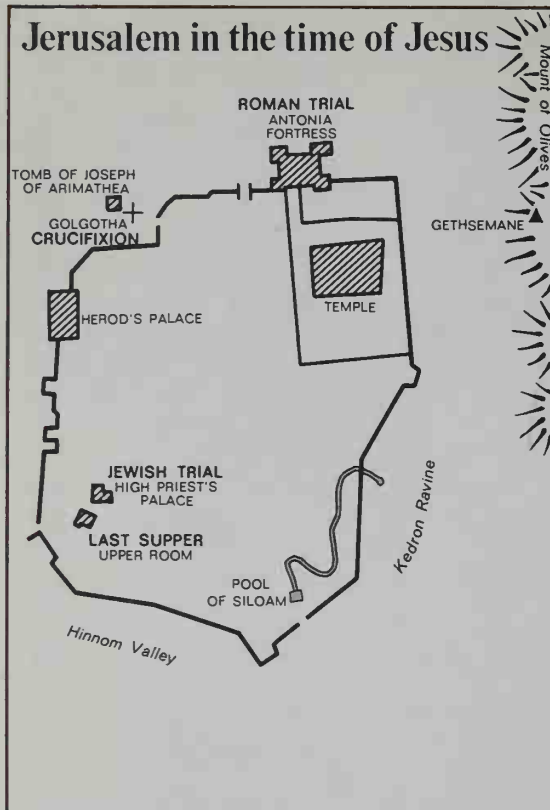 Jerusalem in the time of Jesus
Mount of Olives
ROMAN TRIAL
ANTONIA
FORTRESS
TOMB OF JOSEPH
OF ARIMATHEA
GOLGOTHA
CRUCIFIXION
GETHSEMANE
TEMPLE
HEROD'S PALACE
JEWISH TRIAL
HIGH PRIEST'S
PALACE
LAST SUPPER
UPPER ROOM
Kedron Ravine
POOL
OF SILOAM
Hinnom Valley